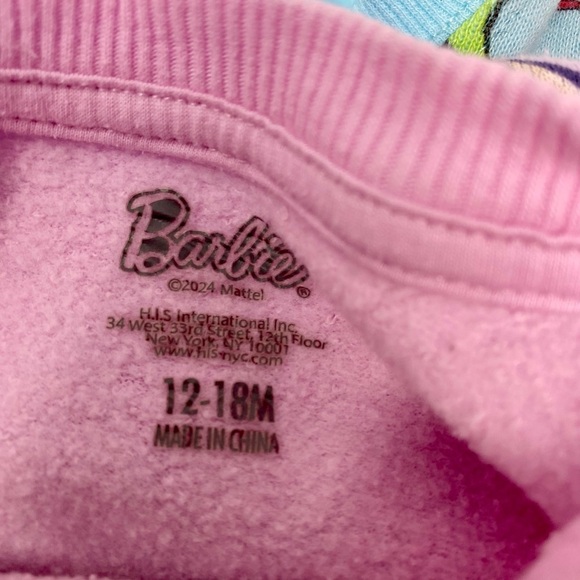 Barbie®
©2024 Mattel
H.I.S International Inc.
34 West 33rd Street, 12th Floor
New York, NY 10001
www.his-nyc.com
12-18M
MADE IN CHINA